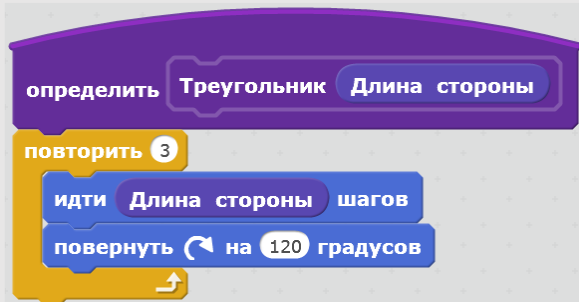 определить Треугольник Длина стороны
повторить 3
идти Длина стороны шагов
повернуть на 120 градусов